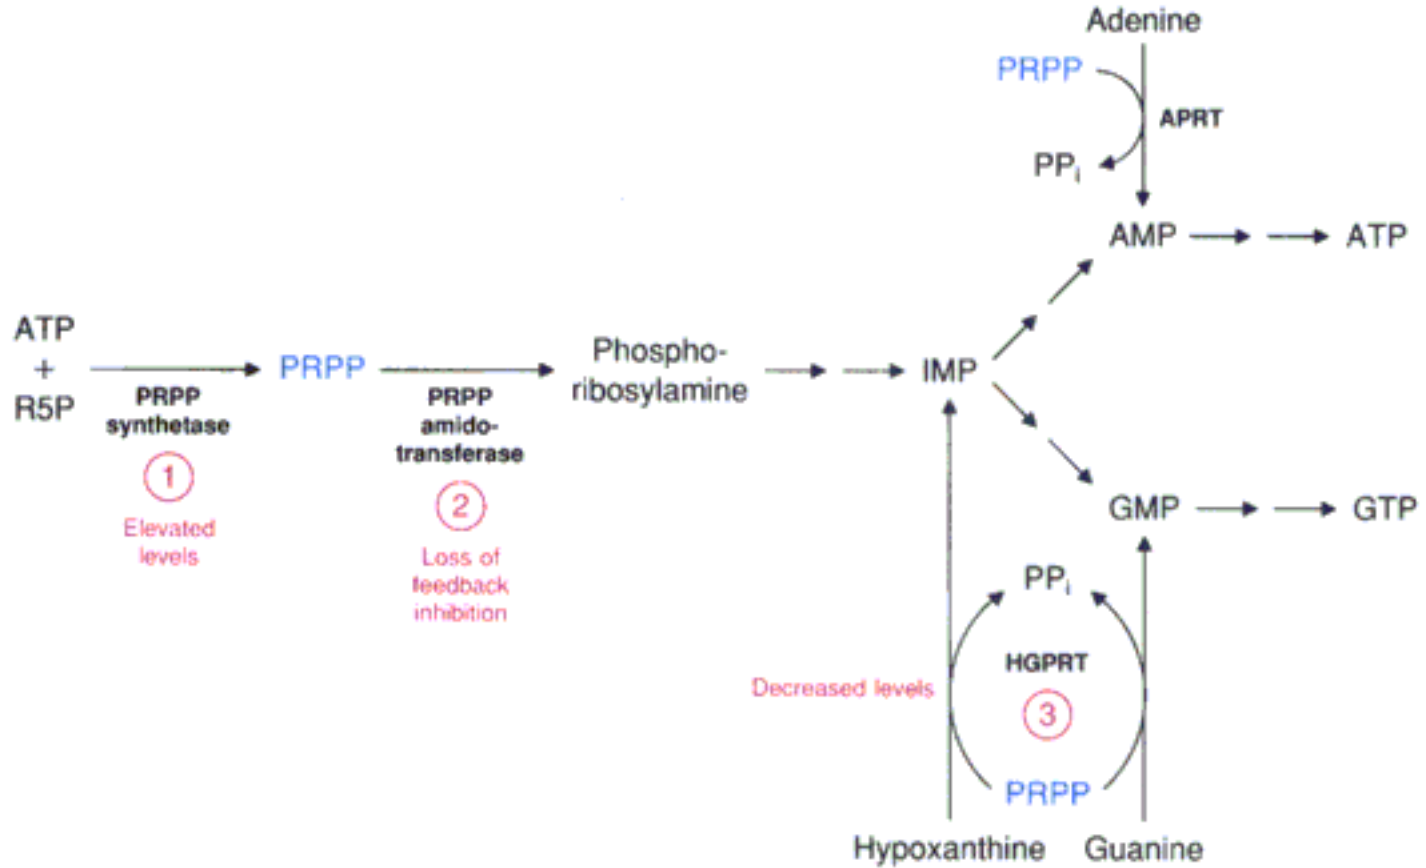 Adenine
PRPP
APRT
PPi
AMP
ATP
ATP
+
R5P
PRPP
synthetase
1
Elevated
levels
PRPP
PRPP
amido-
transferase
2
Loss of
feedback
inhibition
Phospho-
ribosylamine
IMP
GMP
GTP
PPi
HGPRT
3
Decreased levels
PRPP
Hypoxanthine
Guanine